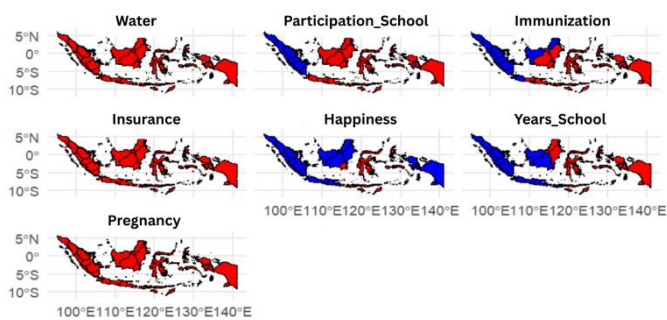 Water Participation_School Immunization
5°N
0°
5°S
10°S
Insurance Happiness Years_School
5°N
0°
5°S
10°S
100°E110°E120°E130°E140°E 100°E110°E120°E130°E140°E
Pregnancy
5°N
0°
5°S
10°S
100°E110°E120°E130°E140°E